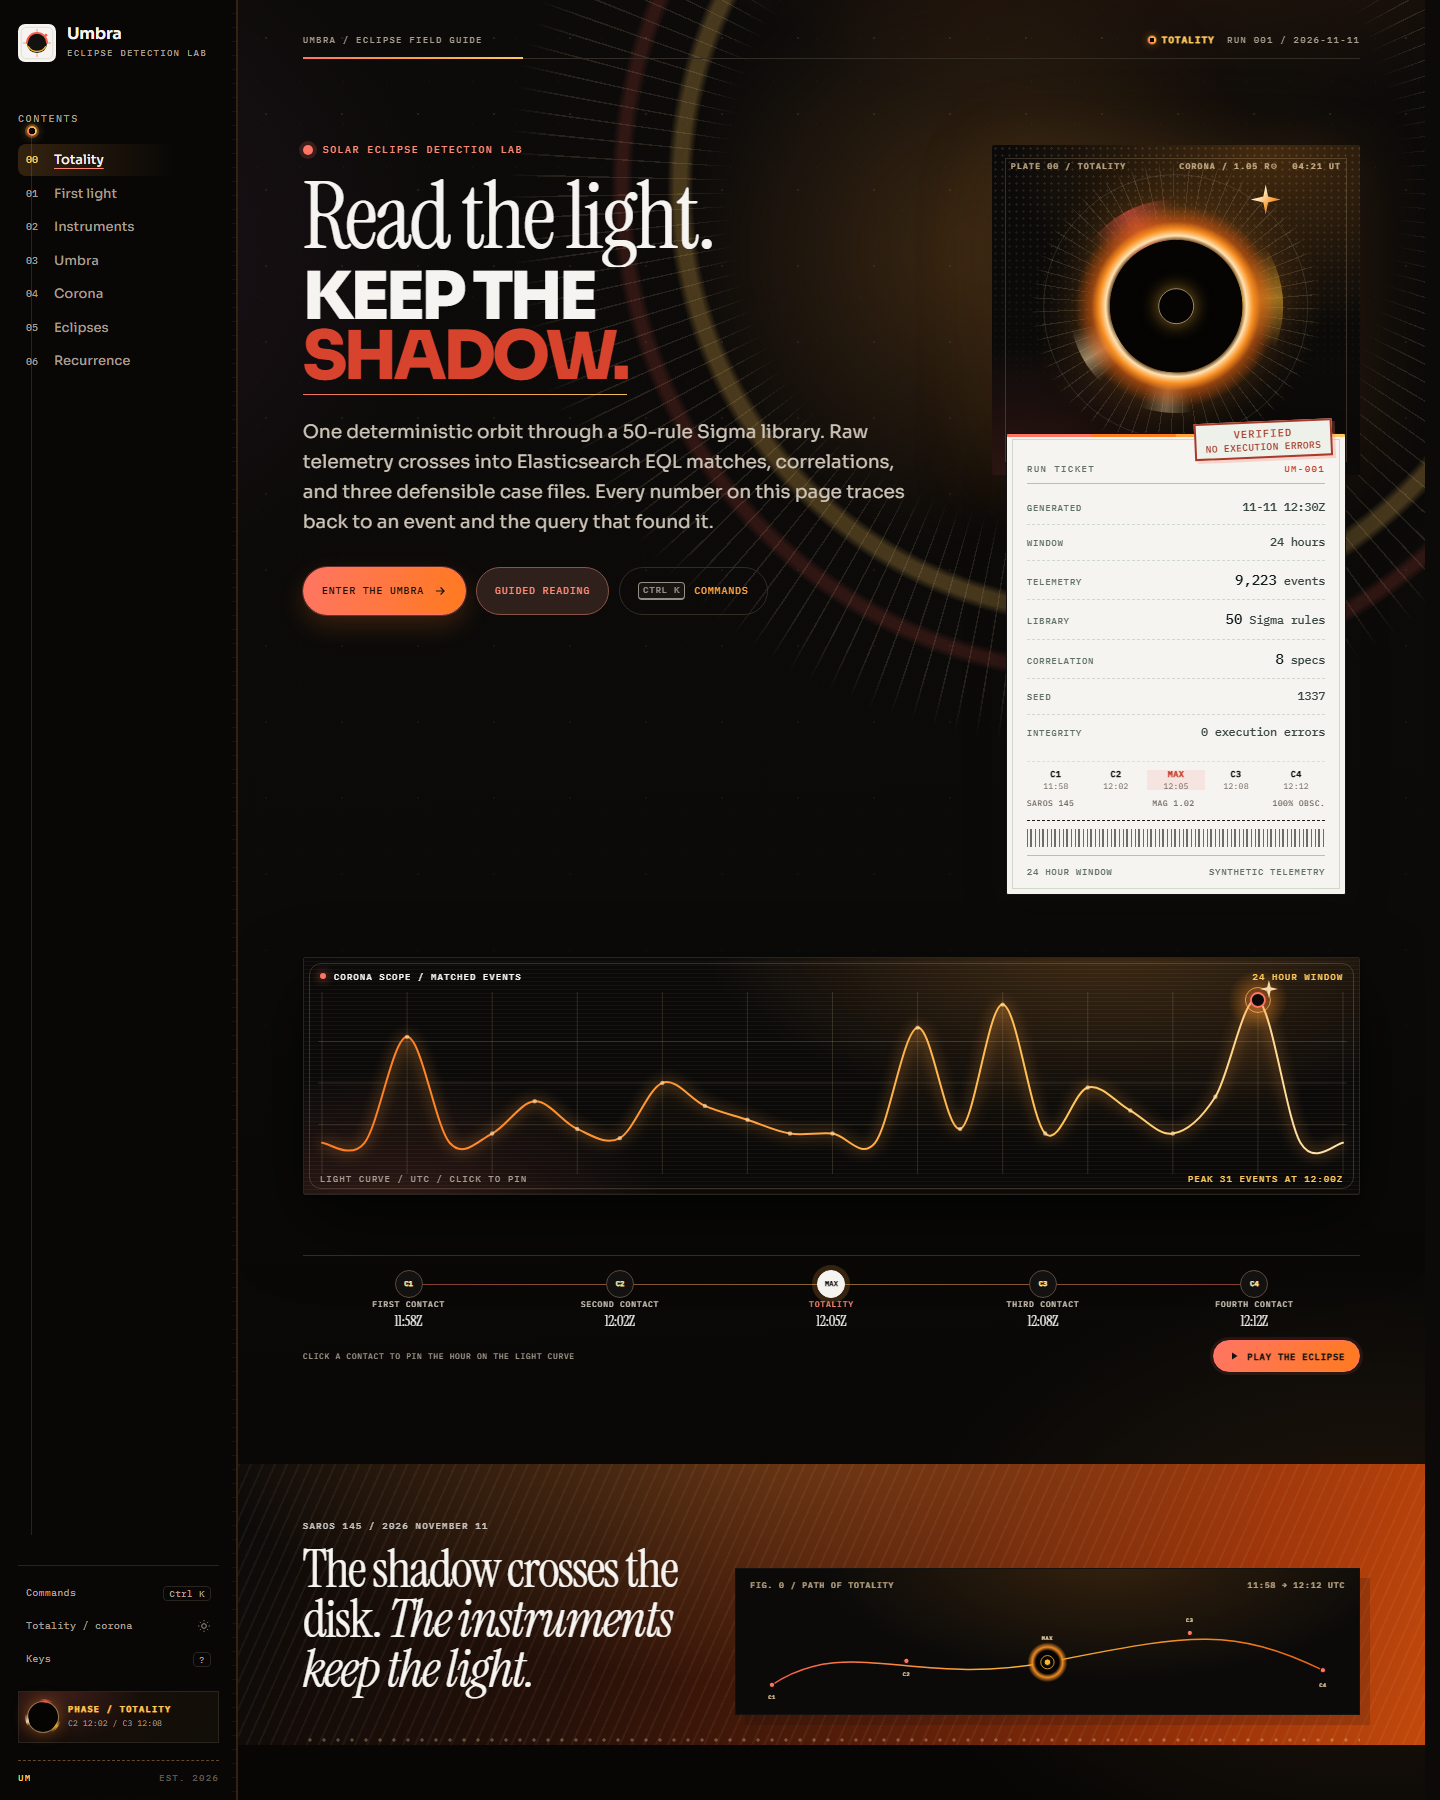 Umbra
ECLIPSE DETECTION LAB
CONTENTS
00 Totality
01 First light
02 Instruments
03 Umbra
04 Corona
05 Eclipses
06 Recurrence
Commands Ctrl K
Totality / corona
Keys ?
PHASE / TOTALITY
C2 12:02 / C3 12:08
UM EST. 2026
UMBRA / ECLIPSE FIELD GUIDE
TOTALITY RUN 001 / 2026-11-11
SOLAR ECLIPSE DETECTION LAB
Read the light.
KEEP THE
SHADOW.
One deterministic orbit through a 50-rule Sigma library. Raw
telemetry crosses into Elasticsearch EQL matches, correlations,
and three defensible case files. Every number on this page traces
back to an event and the query that found it.
ENTER THE UMBRA →
GUIDED READING
CTRL K COMMANDS
PLATE 00 / TOTALITY CORONA / 1.05 R⊙ 04:21 UT
VERIFIED
NO EXECUTION ERRORS
RUN TICKET UM-001
GENERATED 11-11 12:30Z
WINDOW 24 hours
TELEMETRY 9,223 events
LIBRARY 50 Sigma rules
CORRELATION 8 specs
SEED 1337
INTEGRITY 0 execution errors
C1 C2 MAX C3 C4
11:58 12:02 12:05 12:08 12:12
SAROS 145 MAG 1.02 100% OBSC.
24 HOUR WINDOW SYNTHETIC TELEMETRY
CORONA SCOPE / MATCHED EVENTS 24 HOUR WINDOW
LIGHT CURVE / UTC / CLICK TO PIN PEAK 31 EVENTS AT 12:00Z
C1 C2 MAX C3 C4
FIRST CONTACT SECOND CONTACT TOTALITY THIRD CONTACT FOURTH CONTACT
11:58Z 12:02Z 12:05Z 12:08Z 12:12Z
CLICK A CONTACT TO PIN THE HOUR ON THE LIGHT CURVE
PLAY THE ECLIPSE
SAROS 145 / 2026 NOVEMBER 11
The shadow crosses the
disk. The instruments
keep the light.
FIG. 0 / PATH OF TOTALITY 11:58 → 12:12 UTC
C1
C2
MAX
C3
C4